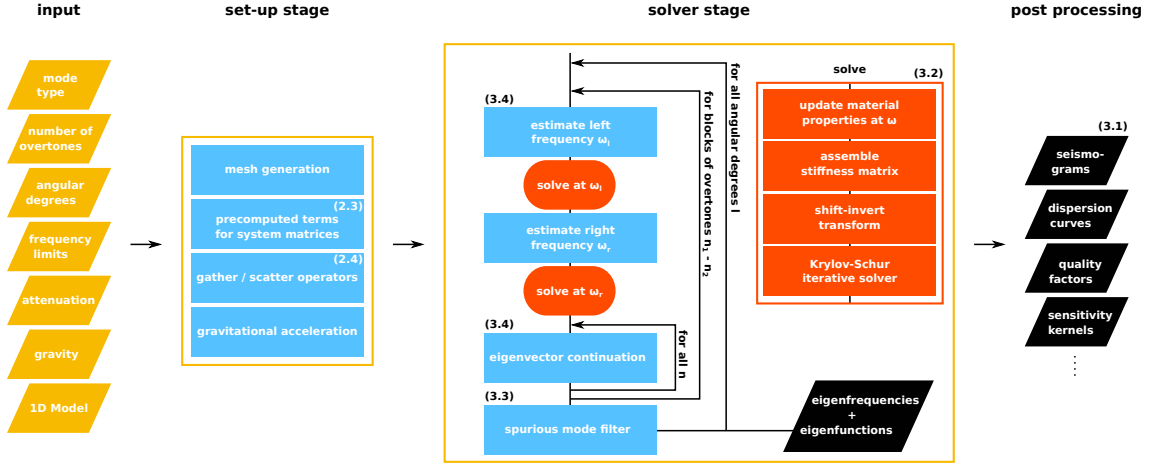 input
set-up stage
solver stage
post processing
mode
type
number of
overtones
angular
degrees
frequency
limits
attenuation
gravity
1D Model
mesh generation
(2.3)
precomputed terms
for system matrices
(2.4)
gather / scatter operators
gravitational acceleration
(3.4)
estimate left
frequency ωl
solve at ωl
estimate right
frequency ωr
solve at ωr
(3.4)
eigenvector continuation
(3.3)
spurious mode filter
for all n
for blocks of overtones n1 - n2
for all angular degrees l
solve
(3.2)
update material
properties at ω
assemble
stiffness matrix
shift-invert
transform
Krylov-Schur
iterative solver
eigenfrequencies
+
eigenfunctions
(3.1)
seismo-
grams
dispersion
curves
quality
factors
sensitivity
kernels